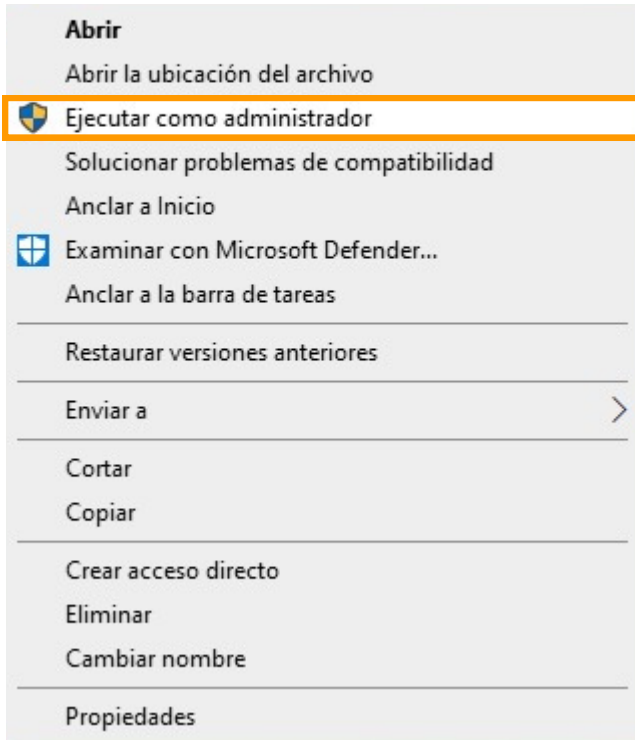 Abrir
Abrir la ubicación del archivo
Ejecutar como administrador
Solucionar problemas de compatibilidad
Anclar a Inicio
Examinar con Microsoft Defender...
Anclar a la barra de tareas
Restaurar versiones anteriores
Enviar a
Cortar
Copiar
Crear acceso directo
Eliminar
Cambiar nombre
Propiedades